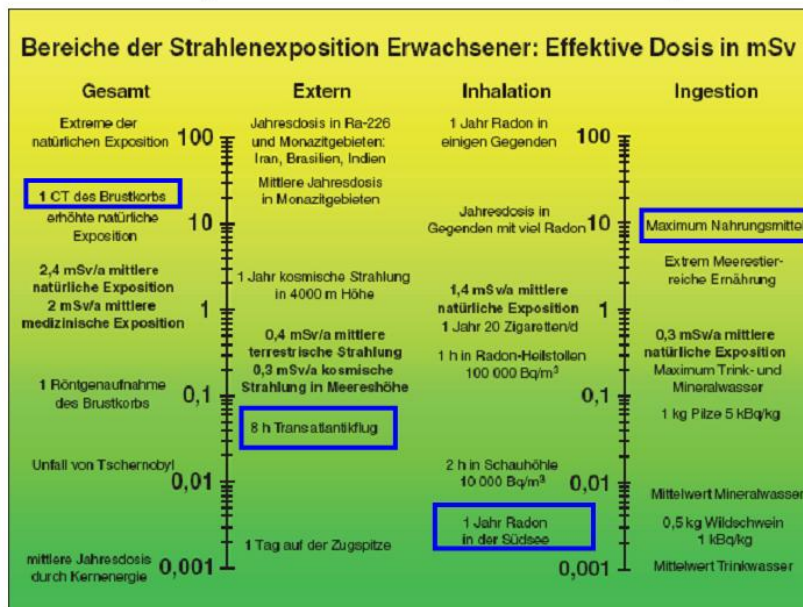 Bereiche der Strahlenexposition Erwachsener: Effektive Dosis in mSv
Gesamt
Extreme der
natürlichen Exposition
1 CT des Brustkorbs
erhöhte natürliche
Exposition
2,4 mSv/a mittlere
natürliche Exposition
2 mSv/a mittlere
medizinische Exposition
1 Röntgenaufnahme
des Brustkorbs
Unfall von Tschernobyl
mittlere Jahresdosis
durch Kernenergie
100
10
1
0,1
0,01
0,001
Extern
Jahresdosis in Ra-226
und Monazitgebieten:
Iran, Brasilien, Indien
Mittlere Jahresdosis
in Monazitgebieten
1 Jahr kosmische Strahlung
in 4000 m Höhe
0,4 mSv/a mittlere
terrestrische Strahlung
0,3 mSv/a kosmische
Strahlung in Meereshöhe
8 h Transatlantikflug
1 Tag auf der Zugspitze
Inhalation
1 Jahr Radon in
einigen Gegenden
Jahresdosis in
Gegenden mit viel Radon
1,4 mSv/a mittlere
natürliche Exposition
1 Jahr 20 Zigaretten/d
1 h in Radon-Heilstollen
100 000 Bq/m³
2 h in Schauhöhle
10 000 Bq/m³
1 Jahr Radon
in der Südsee
100
10
1
0,1
0,01
0,001
Ingestion
Maximum Nahrungsmittel
Extrem Meerestier-
reiche Ernährung
0,3 mSv/a mittlere
natürliche Exposition
Maximum Trink- und
Mineralwasser
1 kg Pilze 5 kBq/kg
Mittelwert Mineralwasser
0,5 kg Wildschwein
1 kBq/kg
Mittelwert Trinkwasser